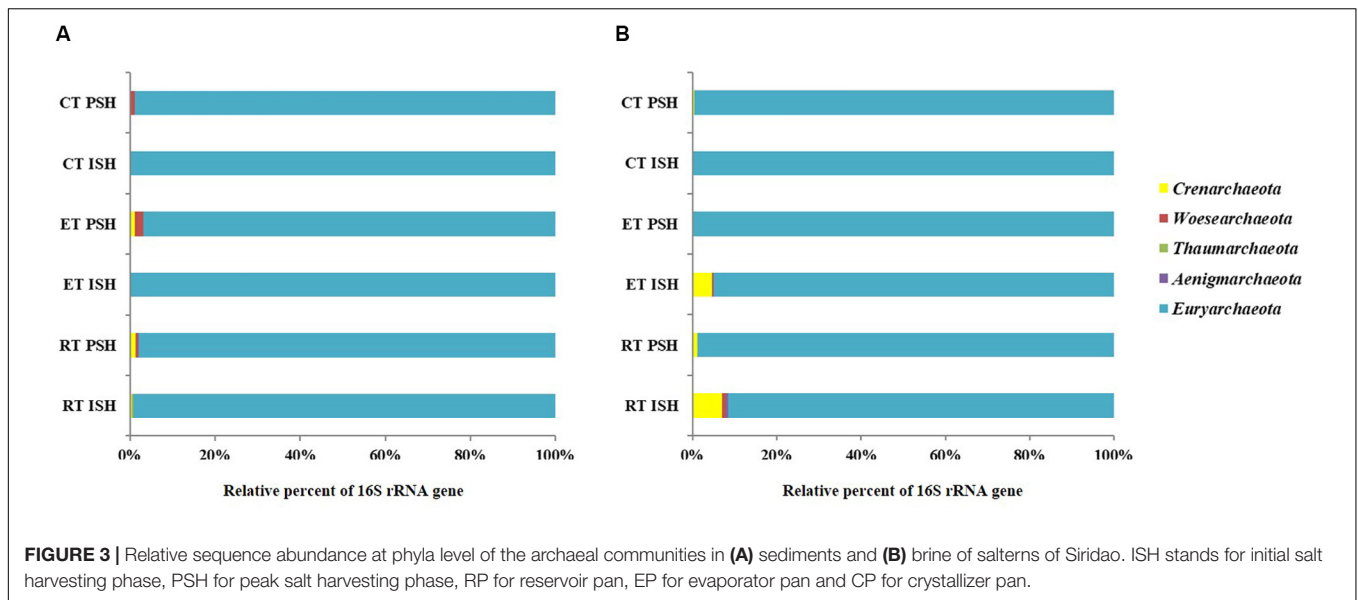 A
CT PSH
CT ISH
ET PSH
ET ISH
RT PSH
RT ISH
0% 20% 40% 60% 80% 100%
Relative percent of 16S rRNA gene
B
CT PSH
CT ISH
ET PSH
ET ISH
RT PSH
RT ISH
0% 20% 40% 60% 80% 100%
Relative percent of 16S rRNA gene
Crenarchaeota
Woesearchaeota
Thaumarchaeota
Aenigmarchaeota
Euryarchaeota
FIGURE 3 | Relative sequence abundance at phyla level of the archaeal communities in (A) sediments and (B) brine of salterns of Siridao. ISH stands for initial salt
harvesting phase, PSH for peak salt harvesting phase, RP for reservoir pan, EP for evaporator pan and CP for crystallizer pan.